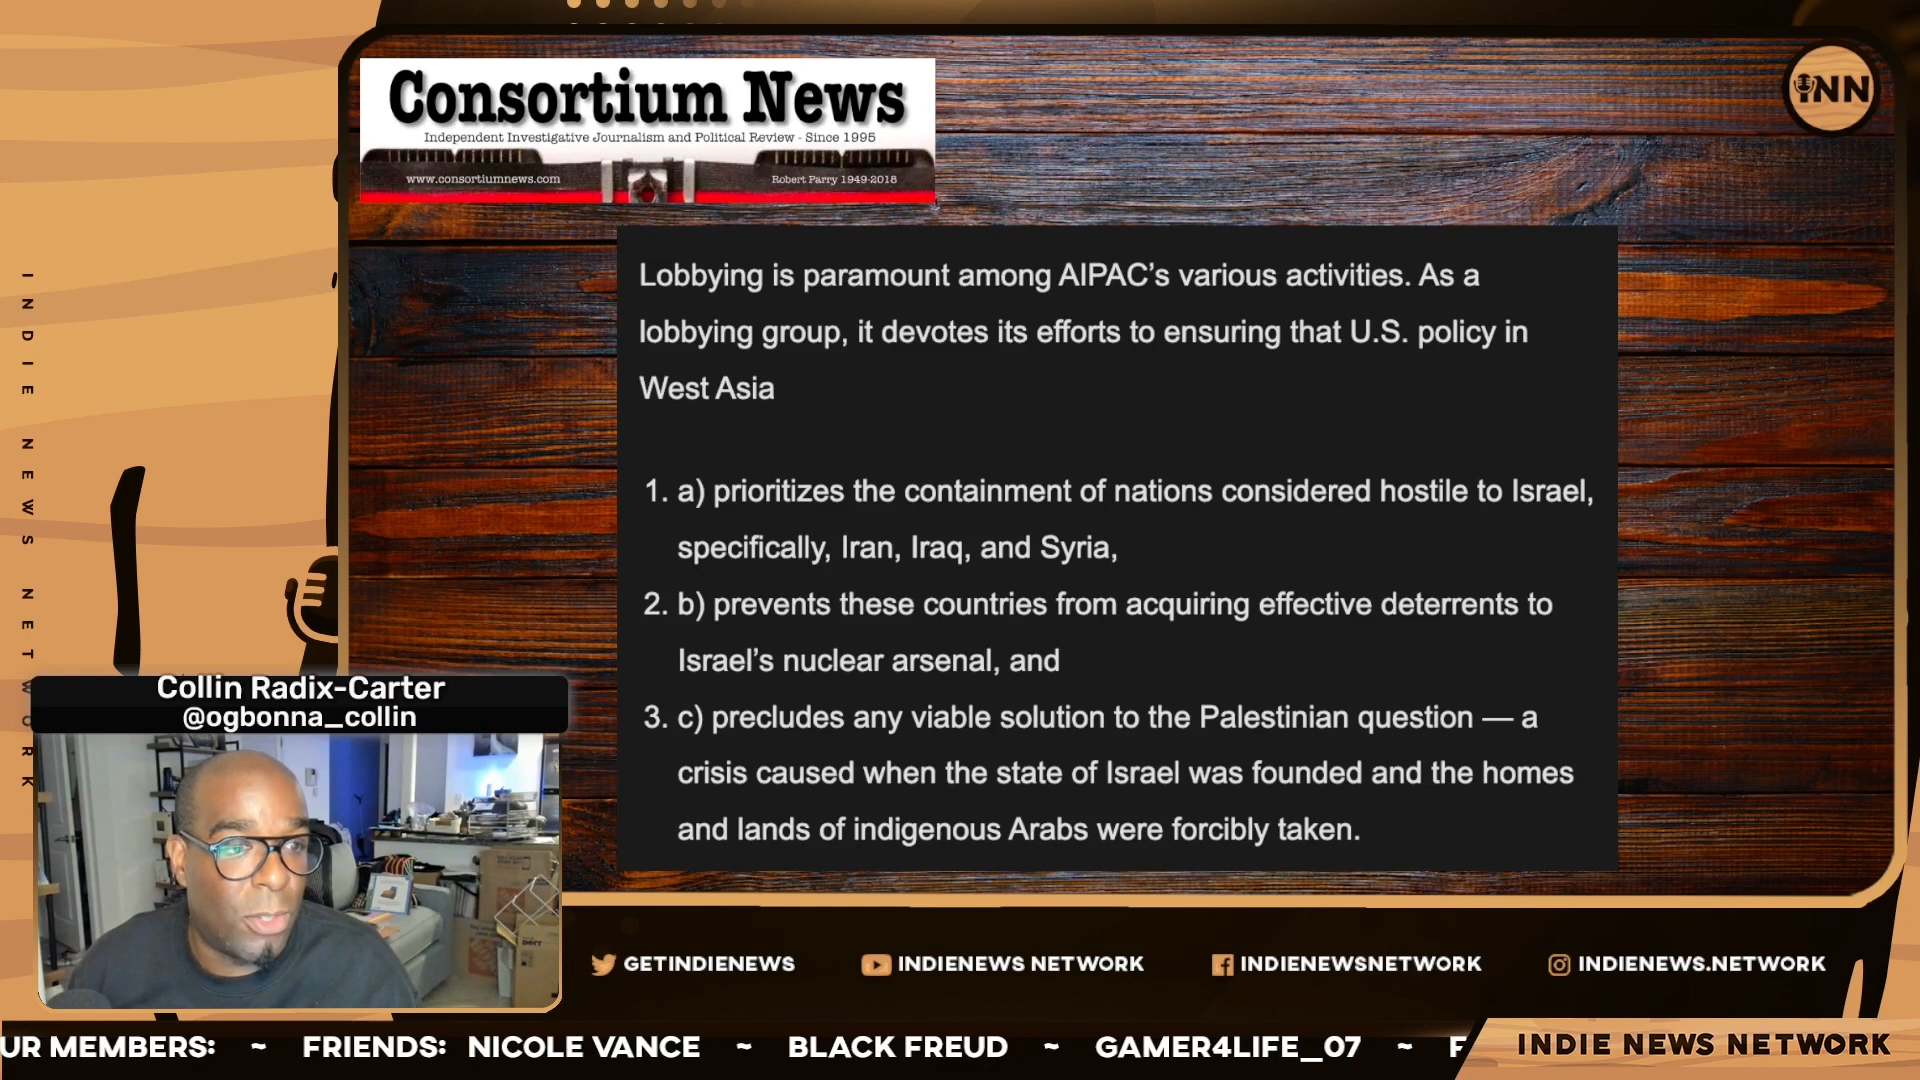 Consortium News
Independent Investigative Journalism and Political Review - Since 1995
www.consortiumnews.com
Robert Parry 1949-2018
iNN
Lobbying is paramount among AIPAC’s various activities. As a
lobbying group, it devotes its efforts to ensuring that U.S. policy in
West Asia
1. a) prioritizes the containment of nations considered hostile to Israel,
specifically, Iran, Iraq, and Syria,
2. b) prevents these countries from acquiring effective deterrents to
Israel’s nuclear arsenal, and
3. c) precludes any viable solution to the Palestinian question — a
crisis caused when the state of Israel was founded and the homes
and lands of indigenous Arabs were forcibly taken.
INDIE NEWS NETWORK
Collin Radix-Carter
@ogbonna_collin
GETINDIENEWS
INDIENEWS NETWORK
INDIENEWSNETWORK
INDIENEWS.NETWORK
UR MEMBERS: ~ FRIENDS: NICOLE VANCE ~ BLACK FREUD ~ GAMER4LIFE_07 ~ F
INDIE NEWS NETWORK